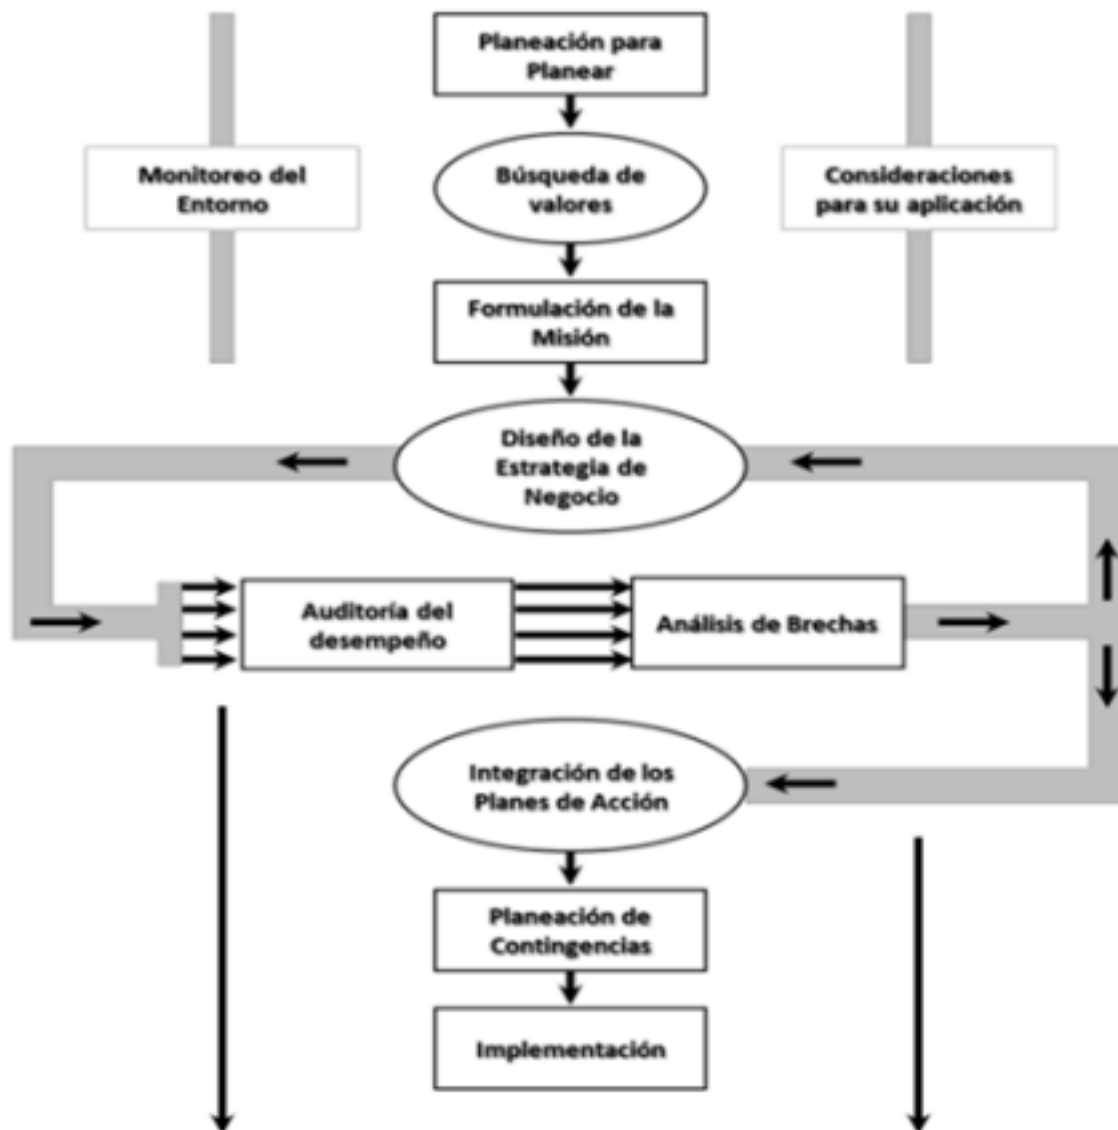 Planeación para
Planear
Monitoreo del
Entorno
Búsqueda de
valores
Consideraciones
para su aplicación
Formulación de la
Misión
Diseño de la
Estrategia de
Negocio
Auditoría del
desempeño
Análisis de Brechas
Integración de los
Planes de Acción
Planeación de
Contingencias
Implementación